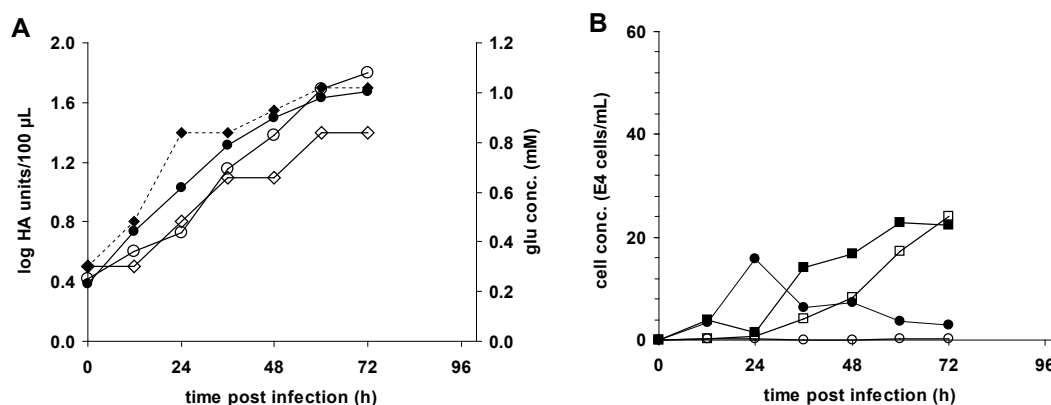 A
2.0
1.6
1.2
0.8
0.4
0.0
log HA units/100 µL
0 24 48 72 96
time post infection (h)
1.2
1.0
0.8
0.6
0.4
0.2
0.0
glu conc. (mM)
B
60
40
20
0
cell conc. (E4 cells/mL)
0 24 48 72 96
time post infection (h)